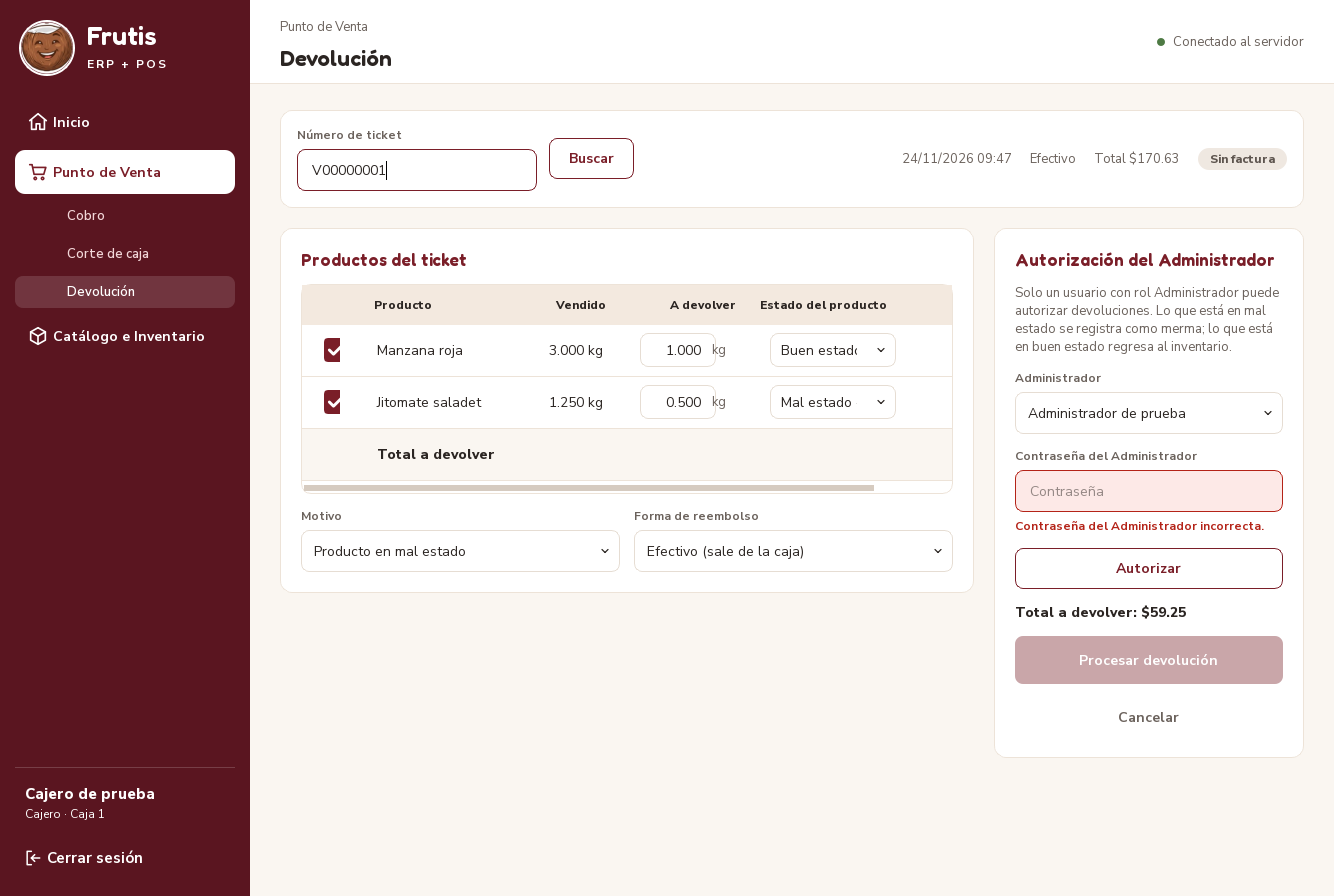 Frutis
ERP + POS
Inicio
Punto de Venta
Cobro
Corte de caja
Devolución
Catálogo e Inventario
Cajero de prueba
Cajero · Caja 1
Cerrar sesión
Punto de Venta
Devolución
Conectado al servidor
Número de ticket
V00000001
Buscar
24/11/2026 09:47 Efectivo Total $170.63 Sin factura
Productos del ticket
Producto Vendido A devolver Estado del producto
Manzana roja 3.000 kg 1.000 kg Buen estado
Jitomate saladet 1.250 kg 0.500 kg Mal estado
Total a devolver
Motivo Forma de reembolso
Producto en mal estado Efectivo (sale de la caja)
Autorización del Administrador
Solo un usuario con rol Administrador puede
autorizar devoluciones. Lo que está en mal
estado se registra como merma; lo que está
en buen estado regresa al inventario.
Administrador
Administrador de prueba
Contraseña del Administrador
Contraseña
Contraseña del Administrador incorrecta.
Autorizar
Total a devolver: $59.25
Procesar devolución
Cancelar